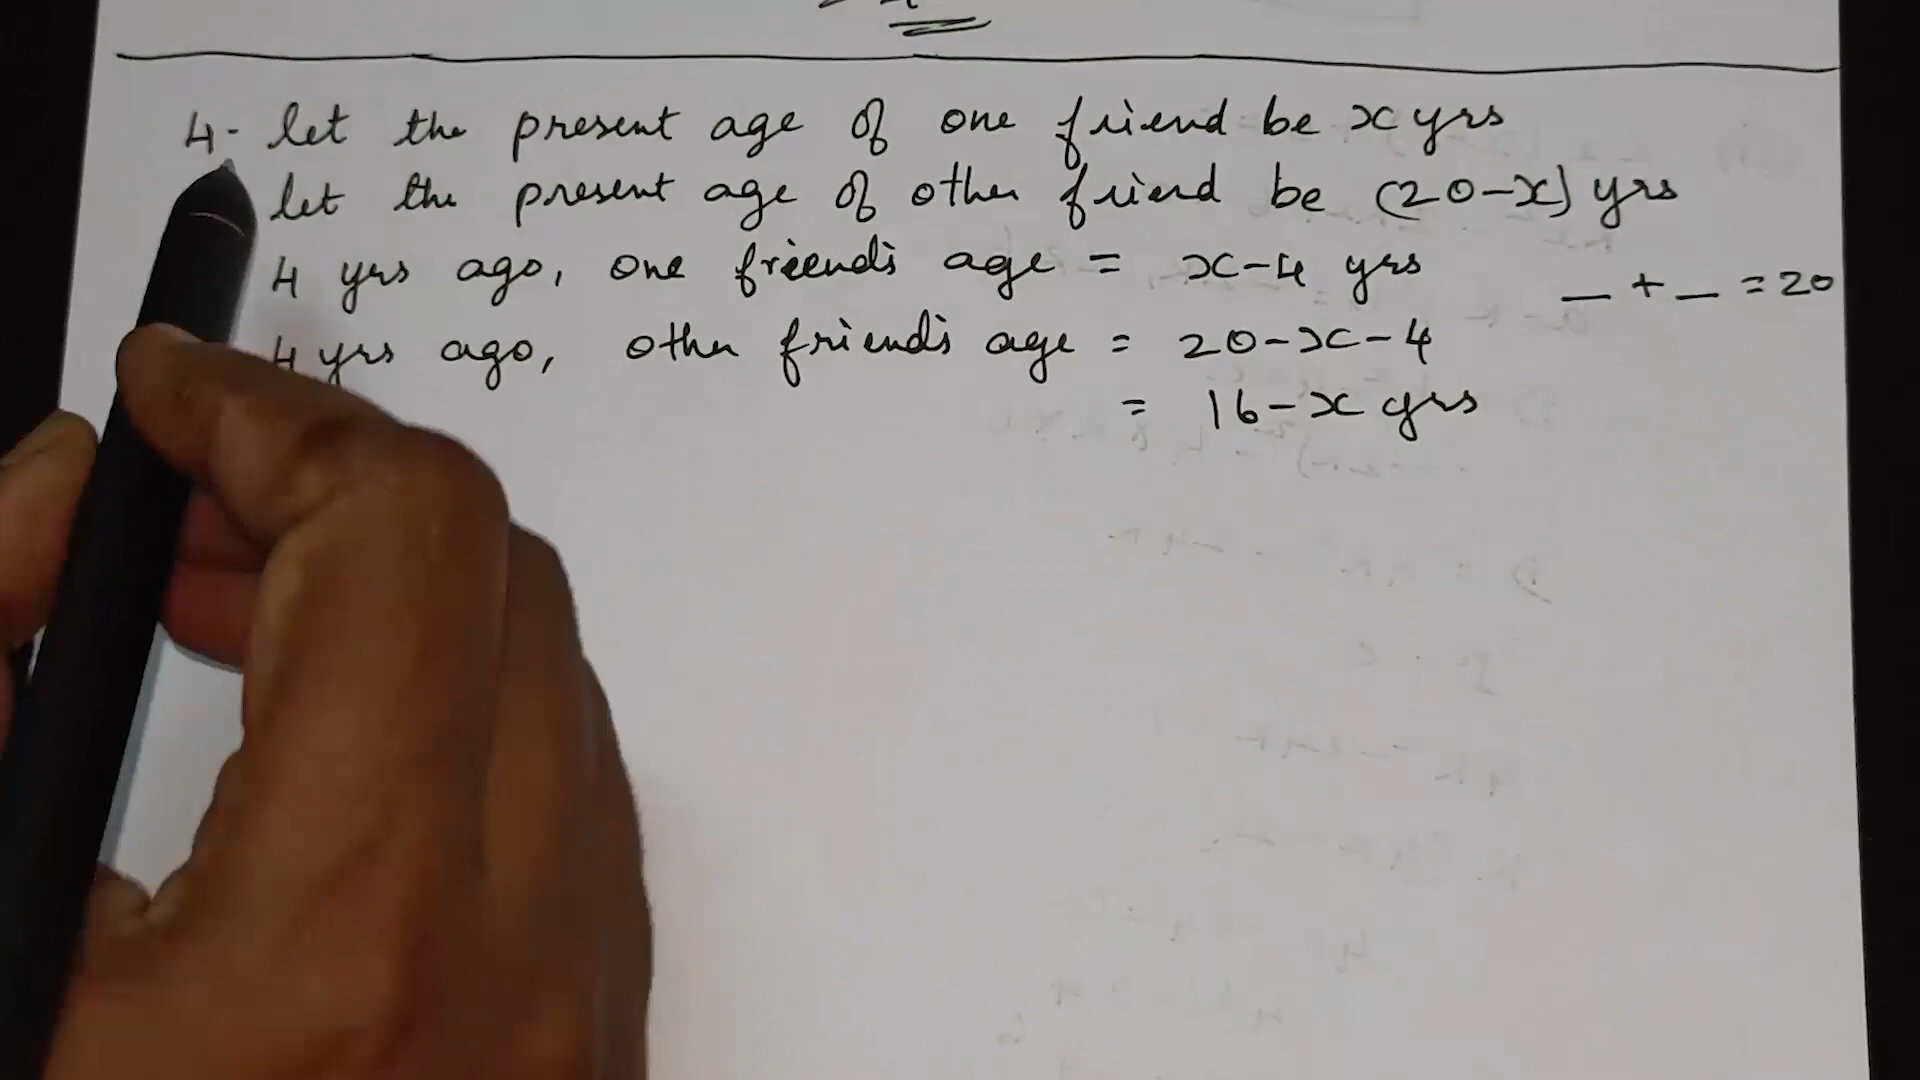 4- let the present age of one friend be x yrs
let the present age of other friend be (20-x) yrs
4 yrs ago, one friend's age = x-4 yrs
_ + _ = 20
4 yrs ago, other friend's age = 20-x-4
= 16-x yrs